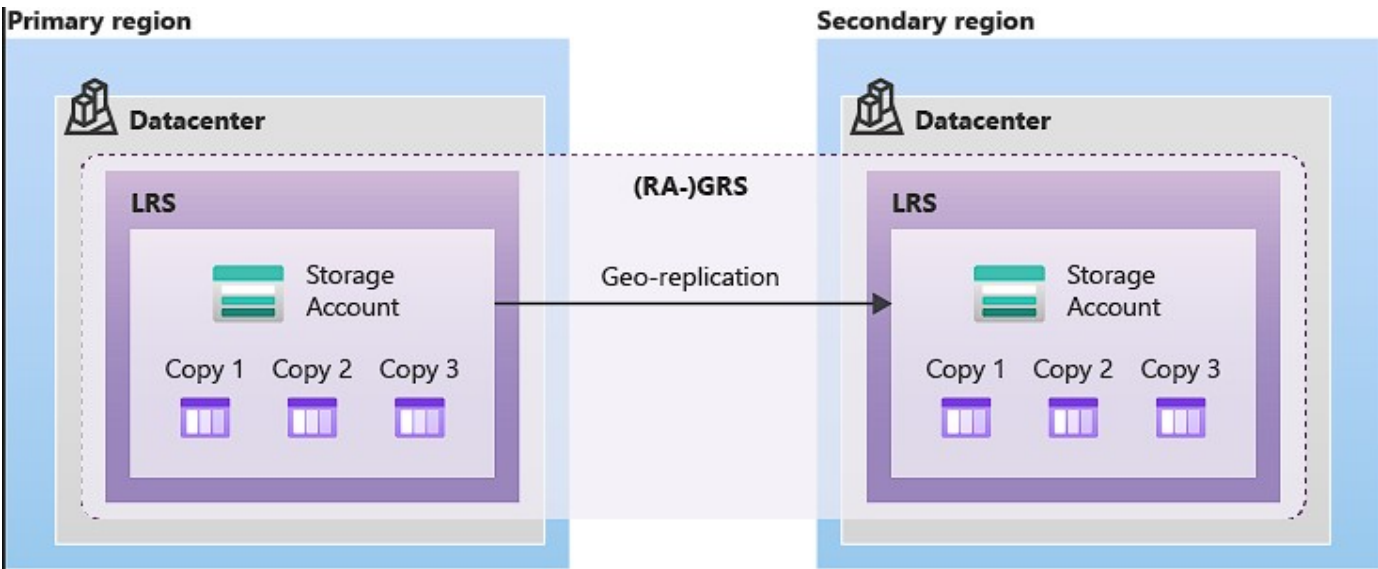 Primary region
Secondary region
Datacenter
Datacenter
(RA-)GRS
LRS
LRS
Storage
Account
Geo-replication
Storage
Account
Copy 1 Copy 2 Copy 3
Copy 1 Copy 2 Copy 3